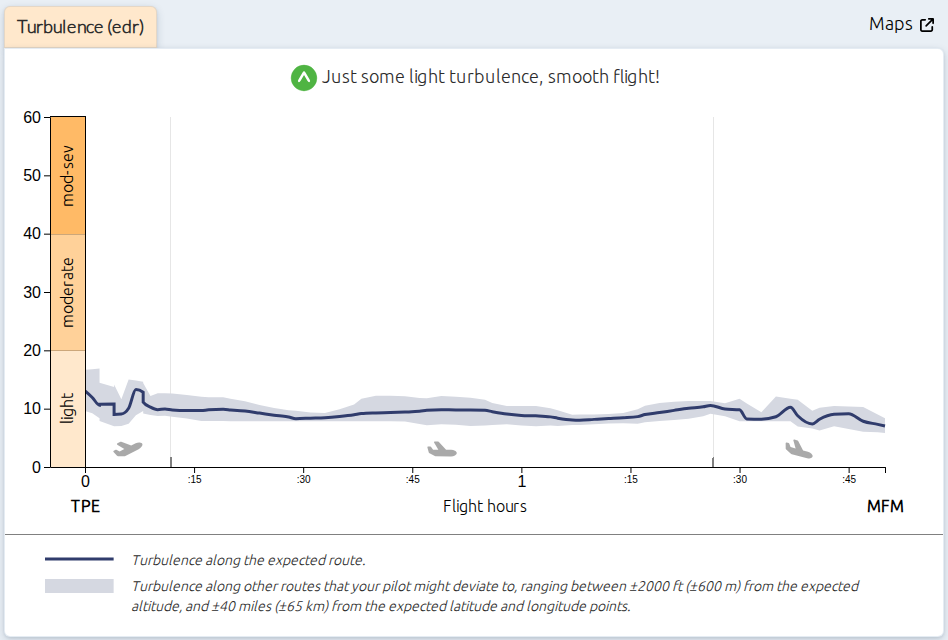 Turbulence (edr)
Maps
Just some light turbulence, smooth flight!
60
50
40
30
20
10
0
mod-sev
moderate
light
0 :15 :30 :45 1 :15 :30 :45
TPE Flight hours MFM
Turbulence along the expected route.
Turbulence along other routes that your pilot might deviate to, ranging between ±2000 ft (±600 m) from the expected
altitude, and ±40 miles (±65 km) from the expected latitude and longitude points.